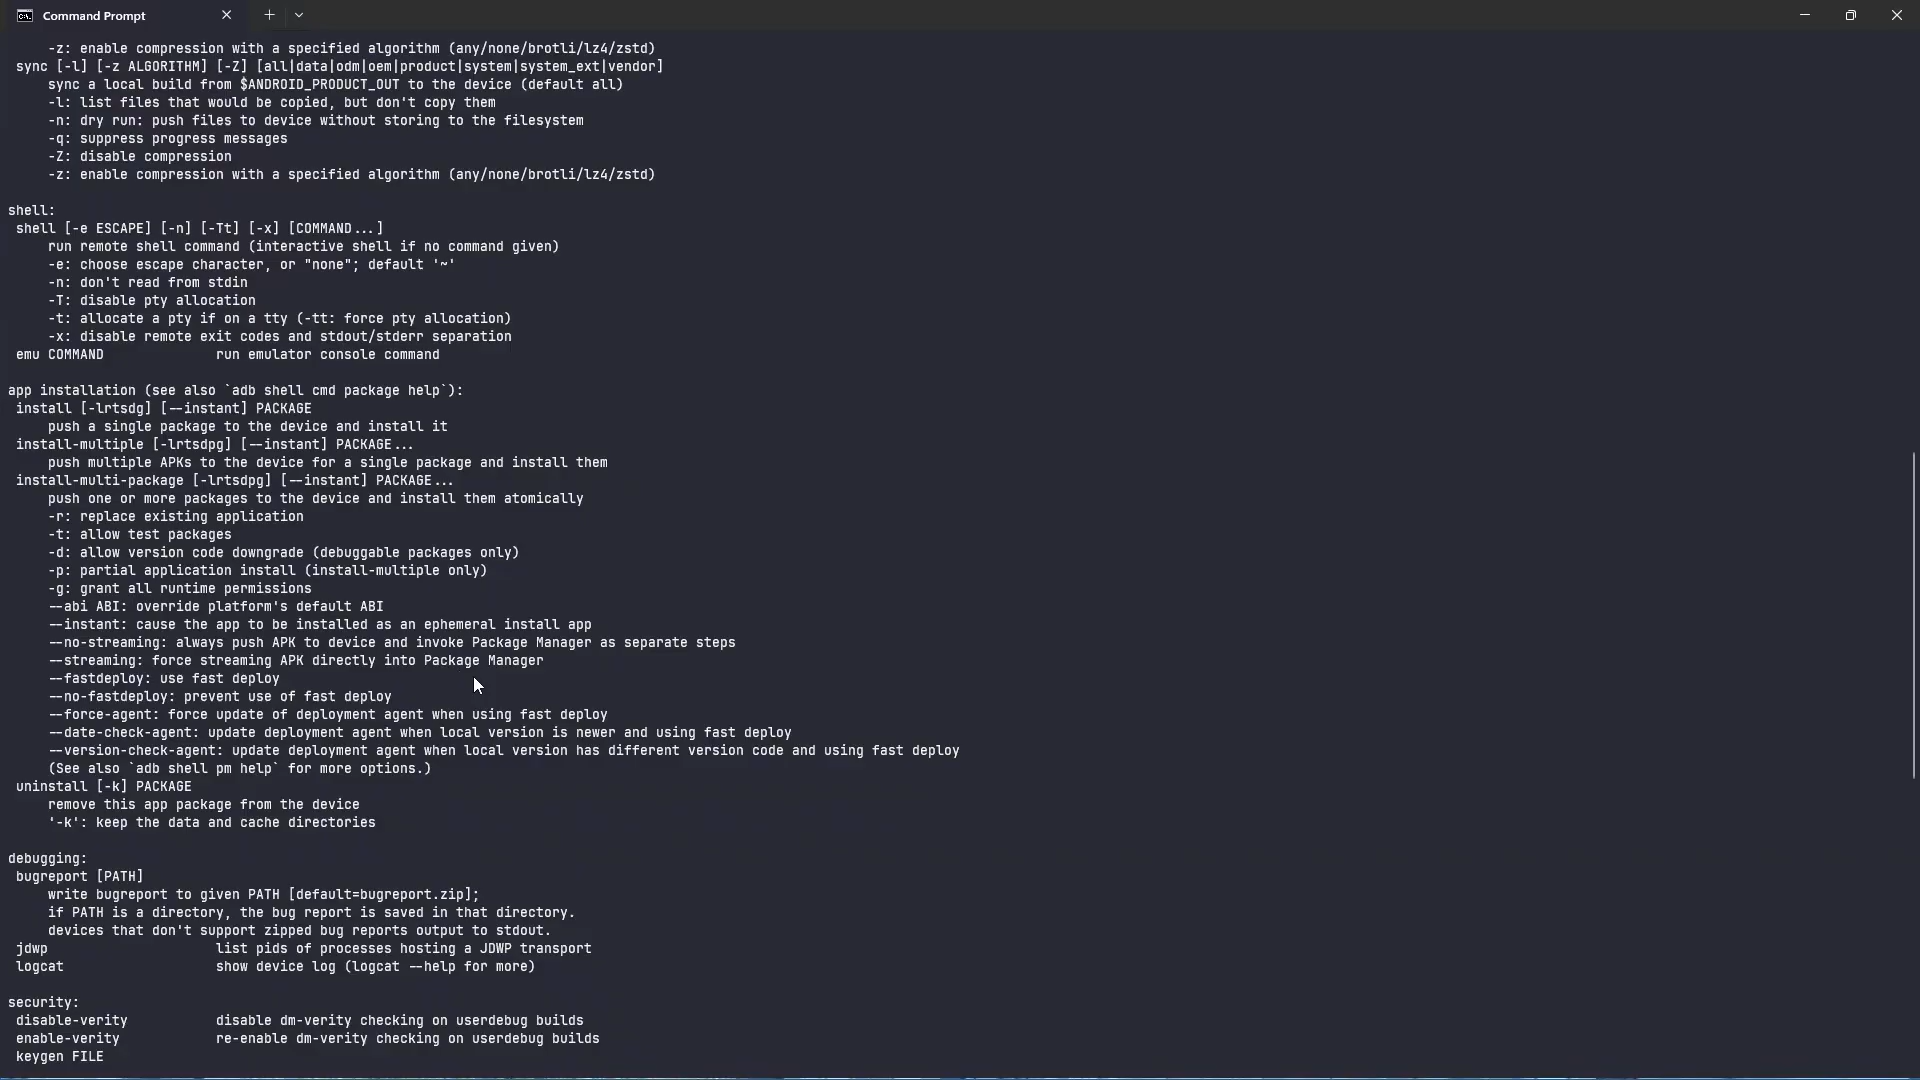 Command Prompt
-z: enable compression with a specified algorithm (any/none/brotli/lz4/zstd)
sync [-l] [-z ALGORITHM] [-Z] [all|data|odm|oem|product|system|system_ext|vendor]
sync a local build from $ANDROID_PRODUCT_OUT to the device (default all)
-l: list files that would be copied, but don't copy them
-n: dry run: push files to device without storing to the filesystem
-q: suppress progress messages
-Z: disable compression
-z: enable compression with a specified algorithm (any/none/brotli/lz4/zstd)
shell:
shell [-e ESCAPE] [-n] [-Tt] [-x] [COMMAND...]
run remote shell command (interactive shell if no command given)
-e: choose escape character, or "none"; default '~'
-n: don't read from stdin
-T: disable pty allocation
-t: allocate a pty if on a tty (-tt: force pty allocation)
-x: disable remote exit codes and stdout/stderr separation
emu COMMAND run emulator console command
app installation (see also `adb shell cmd package help`):
install [-lrtsdg] [--instant] PACKAGE
push a single package to the device and install it
install-multiple [-lrtsdpg] [--instant] PACKAGE...
push multiple APKs to the device for a single package and install them
install-multi-package [-lrtsdpg] [--instant] PACKAGE...
push one or more packages to the device and install them atomically
-r: replace existing application
-t: allow test packages
-d: allow version code downgrade (debuggable packages only)
-p: partial application install (install-multiple only)
-g: grant all runtime permissions
--abi ABI: override platform's default ABI
--instant: cause the app to be installed as an ephemeral install app
--no-streaming: always push APK to device and invoke Package Manager as separate steps
--streaming: force streaming APK directly into Package Manager
--fastdeploy: use fast deploy
--no-fastdeploy: prevent use of fast deploy
--force-agent: force update of deployment agent when using fast deploy
--date-check-agent: update deployment agent when local version is newer and using fast deploy
--version-check-agent: update deployment agent when local version has different version code and using fast deploy
(See also `adb shell pm help` for more options.)
uninstall [-k] PACKAGE
remove this app package from the device
'-k': keep the data and cache directories
debugging:
bugreport [PATH]
write bugreport to given PATH [default=bugreport.zip];
if PATH is a directory, the bug report is saved in that directory.
devices that don't support zipped bug reports output to stdout.
jdwp list pids of processes hosting a JDWP transport
logcat show device log (logcat --help for more)
security:
disable-verity disable dm-verity checking on userdebug builds
enable-verity re-enable dm-verity checking on userdebug builds
keygen FILE